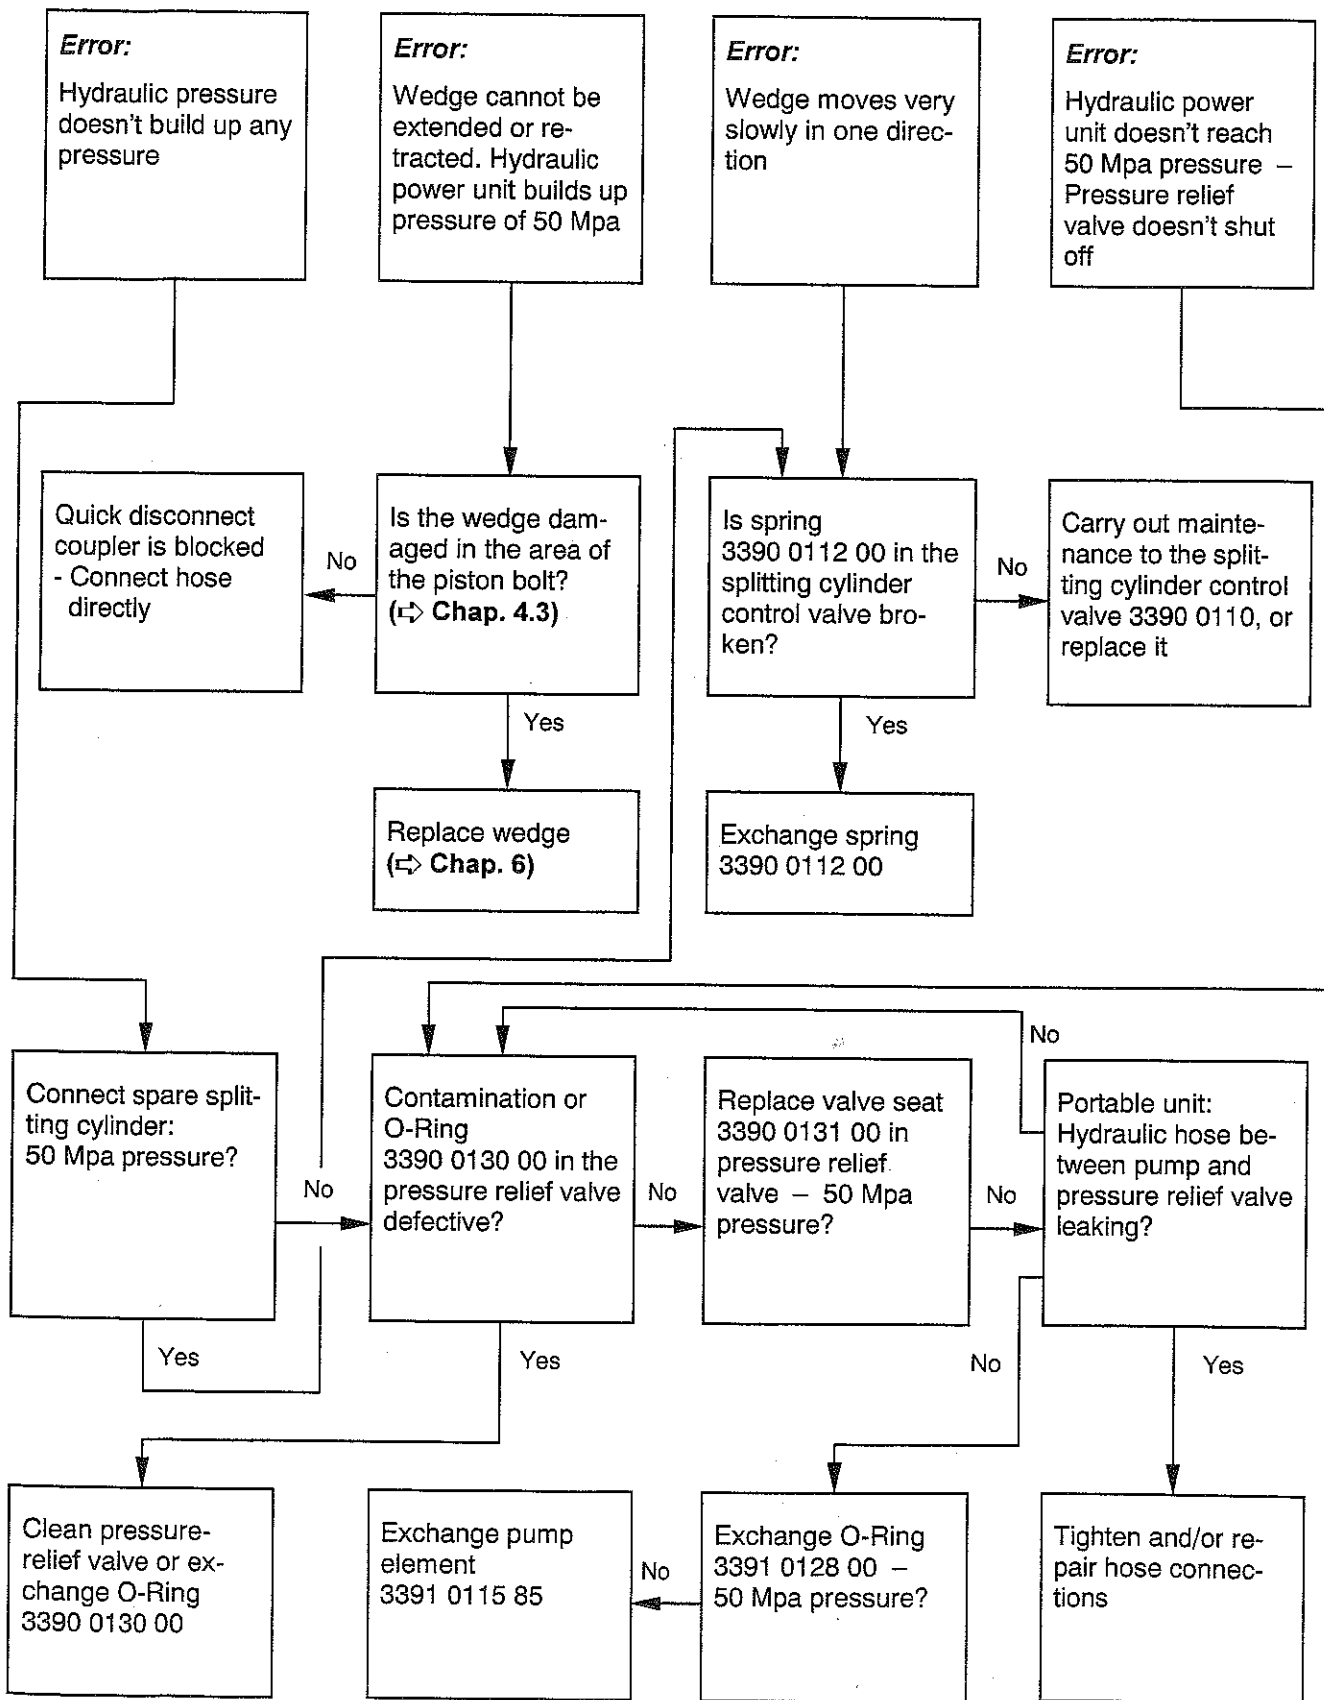 Error:
Hydraulic pressure
doesn't build up any
pressure
Error:
Wedge cannot be
extended or re-
tracted. Hydraulic
power unit builds up
pressure of 50 Mpa
Error:
Wedge moves very
slowly in one direc-
tion
Error:
Hydraulic power
unit doesn't reach
50 Mpa pressure –
Pressure relief
valve doesn't shut
off
Quick disconnect
coupler is blocked
- Connect hose
directly
No
Is the wedge dam-
aged in the area of
the piston bolt?
(⇨ Chap. 4.3)
Is spring
3390 0112 00 in the
splitting cylinder
control valve bro-
ken?
No
Carry out mainte-
nance to the split-
ting cylinder control
valve 3390 0110, or
replace it
Yes
Yes
Replace wedge
(⇨ Chap. 6)
Exchange spring
3390 0112 00
No
Connect spare split-
ting cylinder:
50 Mpa pressure?
No
Contamination or
O-Ring
3390 0130 00 in the
pressure relief valve
defective?
No
Replace valve seat
3390 0131 00 in
pressure relief
valve – 50 Mpa
pressure?
No
Portable unit:
Hydraulic hose be-
tween pump and
pressure relief valve
leaking?
Yes
Yes
No
Yes
Clean pressure-
relief valve or ex-
change O-Ring
3390 0130 00
Exchange pump
element
3391 0115 85
No
Exchange O-Ring
3391 0128 00 –
50 Mpa pressure?
Tighten and/or re-
pair hose connec-
tions